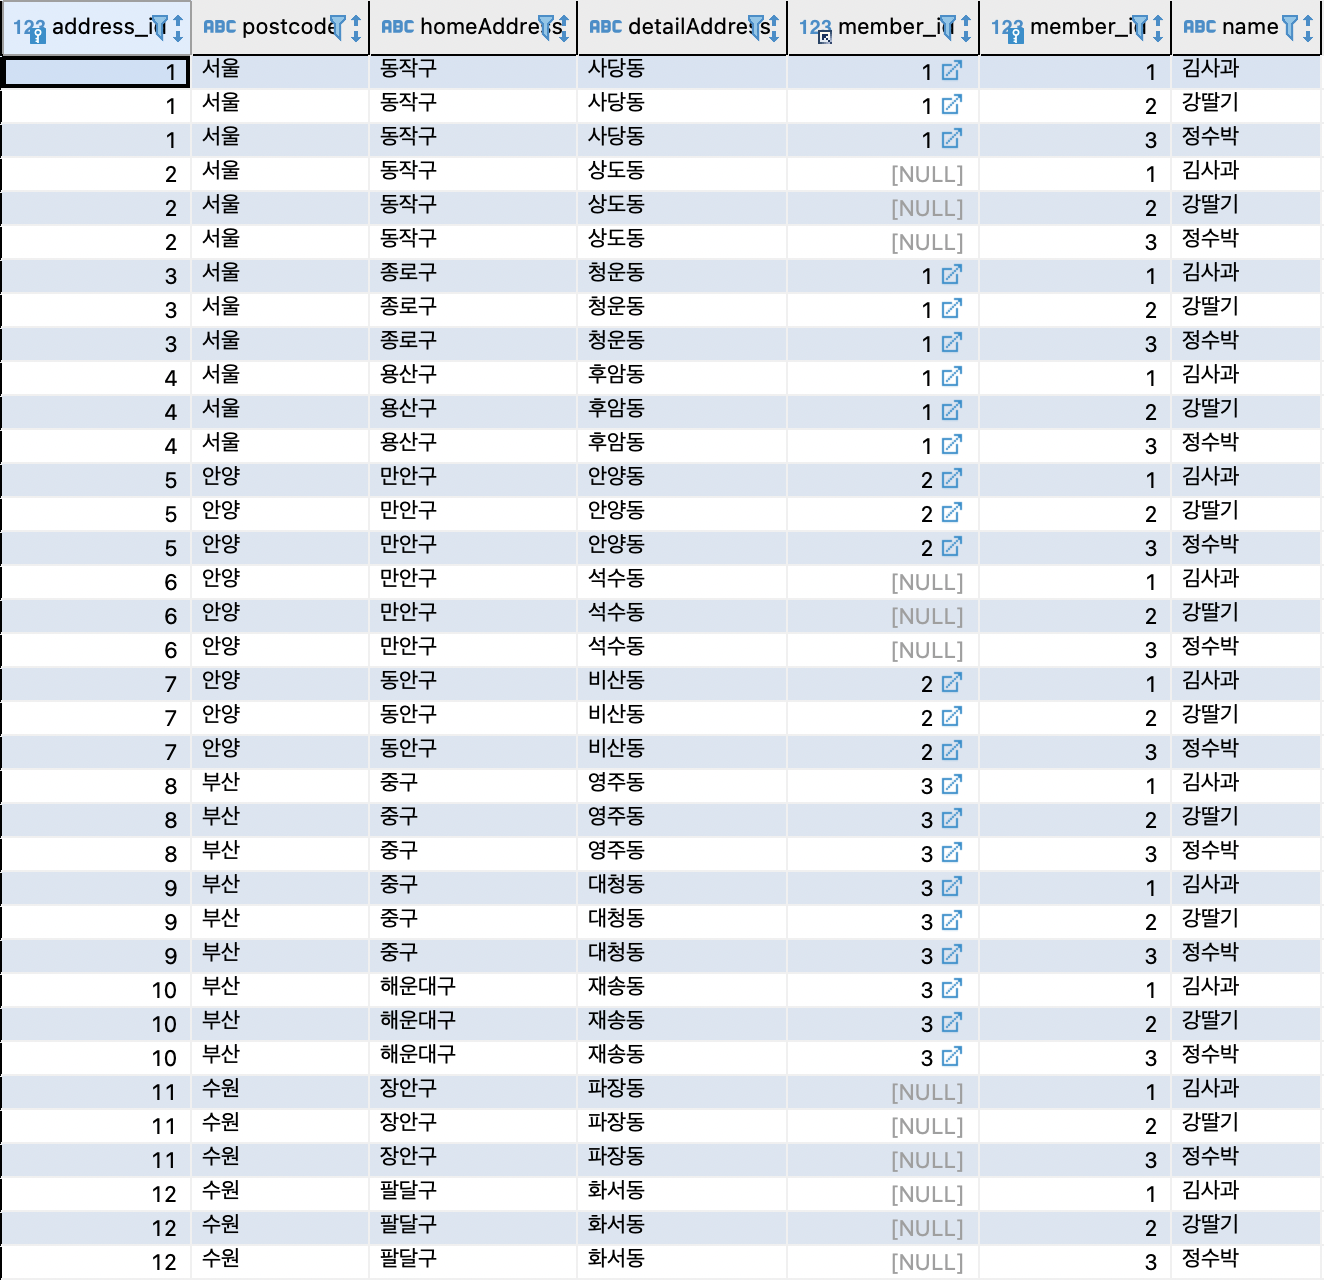 123 address_id ABC postcode ABC homeAddress ABC detailAddress 123 member_id 123 member_id ABC name
1 서울 동작구 사당동 1 1 김사과
1 서울 동작구 사당동 1 2 강딸기
1 서울 동작구 사당동 1 3 정수박
2 서울 동작구 상도동 [NULL] 1 김사과
2 서울 동작구 상도동 [NULL] 2 강딸기
2 서울 동작구 상도동 [NULL] 3 정수박
3 서울 종로구 청운동 1 1 김사과
3 서울 종로구 청운동 1 2 강딸기
3 서울 종로구 청운동 1 3 정수박
4 서울 용산구 후암동 1 1 김사과
4 서울 용산구 후암동 1 2 강딸기
4 서울 용산구 후암동 1 3 정수박
5 안양 만안구 안양동 2 1 김사과
5 안양 만안구 안양동 2 2 강딸기
5 안양 만안구 안양동 2 3 정수박
6 안양 만안구 석수동 [NULL] 1 김사과
6 안양 만안구 석수동 [NULL] 2 강딸기
6 안양 만안구 석수동 [NULL] 3 정수박
7 안양 동안구 비산동 2 1 김사과
7 안양 동안구 비산동 2 2 강딸기
7 안양 동안구 비산동 2 3 정수박
8 부산 중구 영주동 3 1 김사과
8 부산 중구 영주동 3 2 강딸기
8 부산 중구 영주동 3 3 정수박
9 부산 중구 대청동 3 1 김사과
9 부산 중구 대청동 3 2 강딸기
9 부산 중구 대청동 3 3 정수박
10 부산 해운대구 재송동 3 1 김사과
10 부산 해운대구 재송동 3 2 강딸기
10 부산 해운대구 재송동 3 3 정수박
11 수원 장안구 파장동 [NULL] 1 김사과
11 수원 장안구 파장동 [NULL] 2 강딸기
11 수원 장안구 파장동 [NULL] 3 정수박
12 수원 팔달구 화서동 [NULL] 1 김사과
12 수원 팔달구 화서동 [NULL] 2 강딸기
12 수원 팔달구 화서동 [NULL] 3 정수박